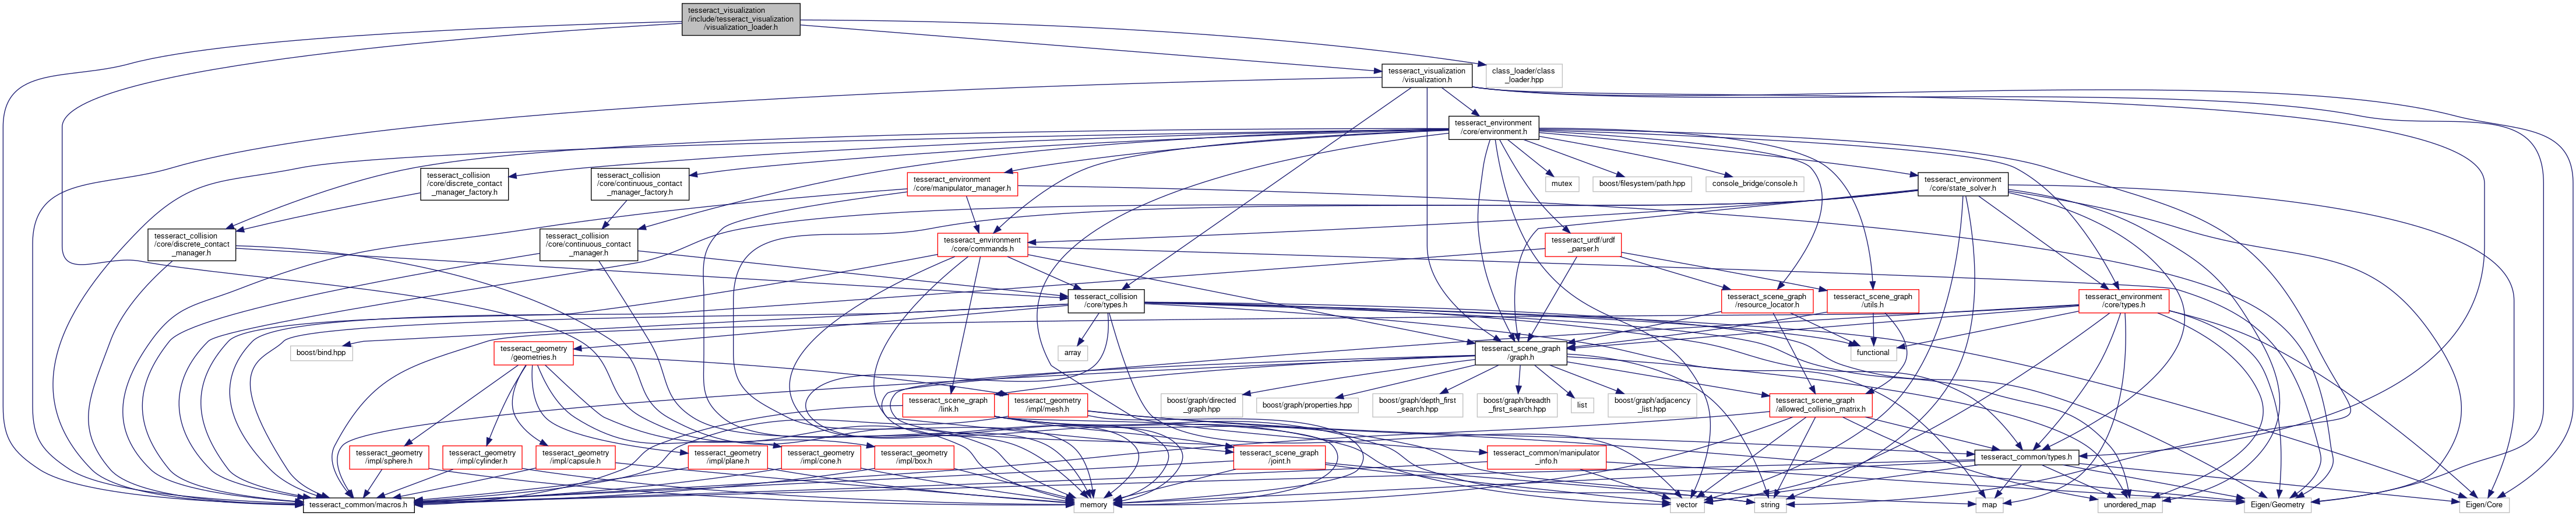 tesseract_visualization
/include/tesseract_visualization
/visualization_loader.h
tesseract_visualization
/visualization.h
class_loader/class
_loader.hpp
tesseract_environment
/core/environment.h
tesseract_collision
/core/discrete_contact
_manager_factory.h
tesseract_collision
/core/continuous_contact
_manager_factory.h
tesseract_environment
/core/manipulator_manager.h
mutex
boost/filesystem/path.hpp
console_bridge/console.h
tesseract_environment
/core/state_solver.h
tesseract_collision
/core/discrete_contact
_manager.h
tesseract_collision
/core/continuous_contact
_manager.h
tesseract_environment
/core/commands.h
tesseract_urdf/urdf
_parser.h
tesseract_collision
/core/types.h
tesseract_scene_graph
/resource_locator.h
tesseract_scene_graph
/utils.h
tesseract_environment
/core/types.h
boost/bind.hpp
tesseract_geometry
/geometries.h
array
tesseract_scene_graph
/graph.h
functional
tesseract_scene_graph
/link.h
tesseract_geometry
/impl/mesh.h
boost/graph/directed
_graph.hpp
boost/graph/properties.hpp
boost/graph/depth_first
_search.hpp
boost/graph/breadth
_first_search.hpp
list
boost/graph/adjacency
_list.hpp
tesseract_scene_graph
/allowed_collision_matrix.h
tesseract_geometry
/impl/sphere.h
tesseract_geometry
/impl/cylinder.h
tesseract_geometry
/impl/capsule.h
tesseract_geometry
/impl/plane.h
tesseract_geometry
/impl/cone.h
tesseract_geometry
/impl/box.h
tesseract_scene_graph
/joint.h
tesseract_common/manipulator
_info.h
tesseract_common/types.h
tesseract_common/macros.h
memory
vector
string
map
unordered_map
Eigen/Geometry
Eigen/Core